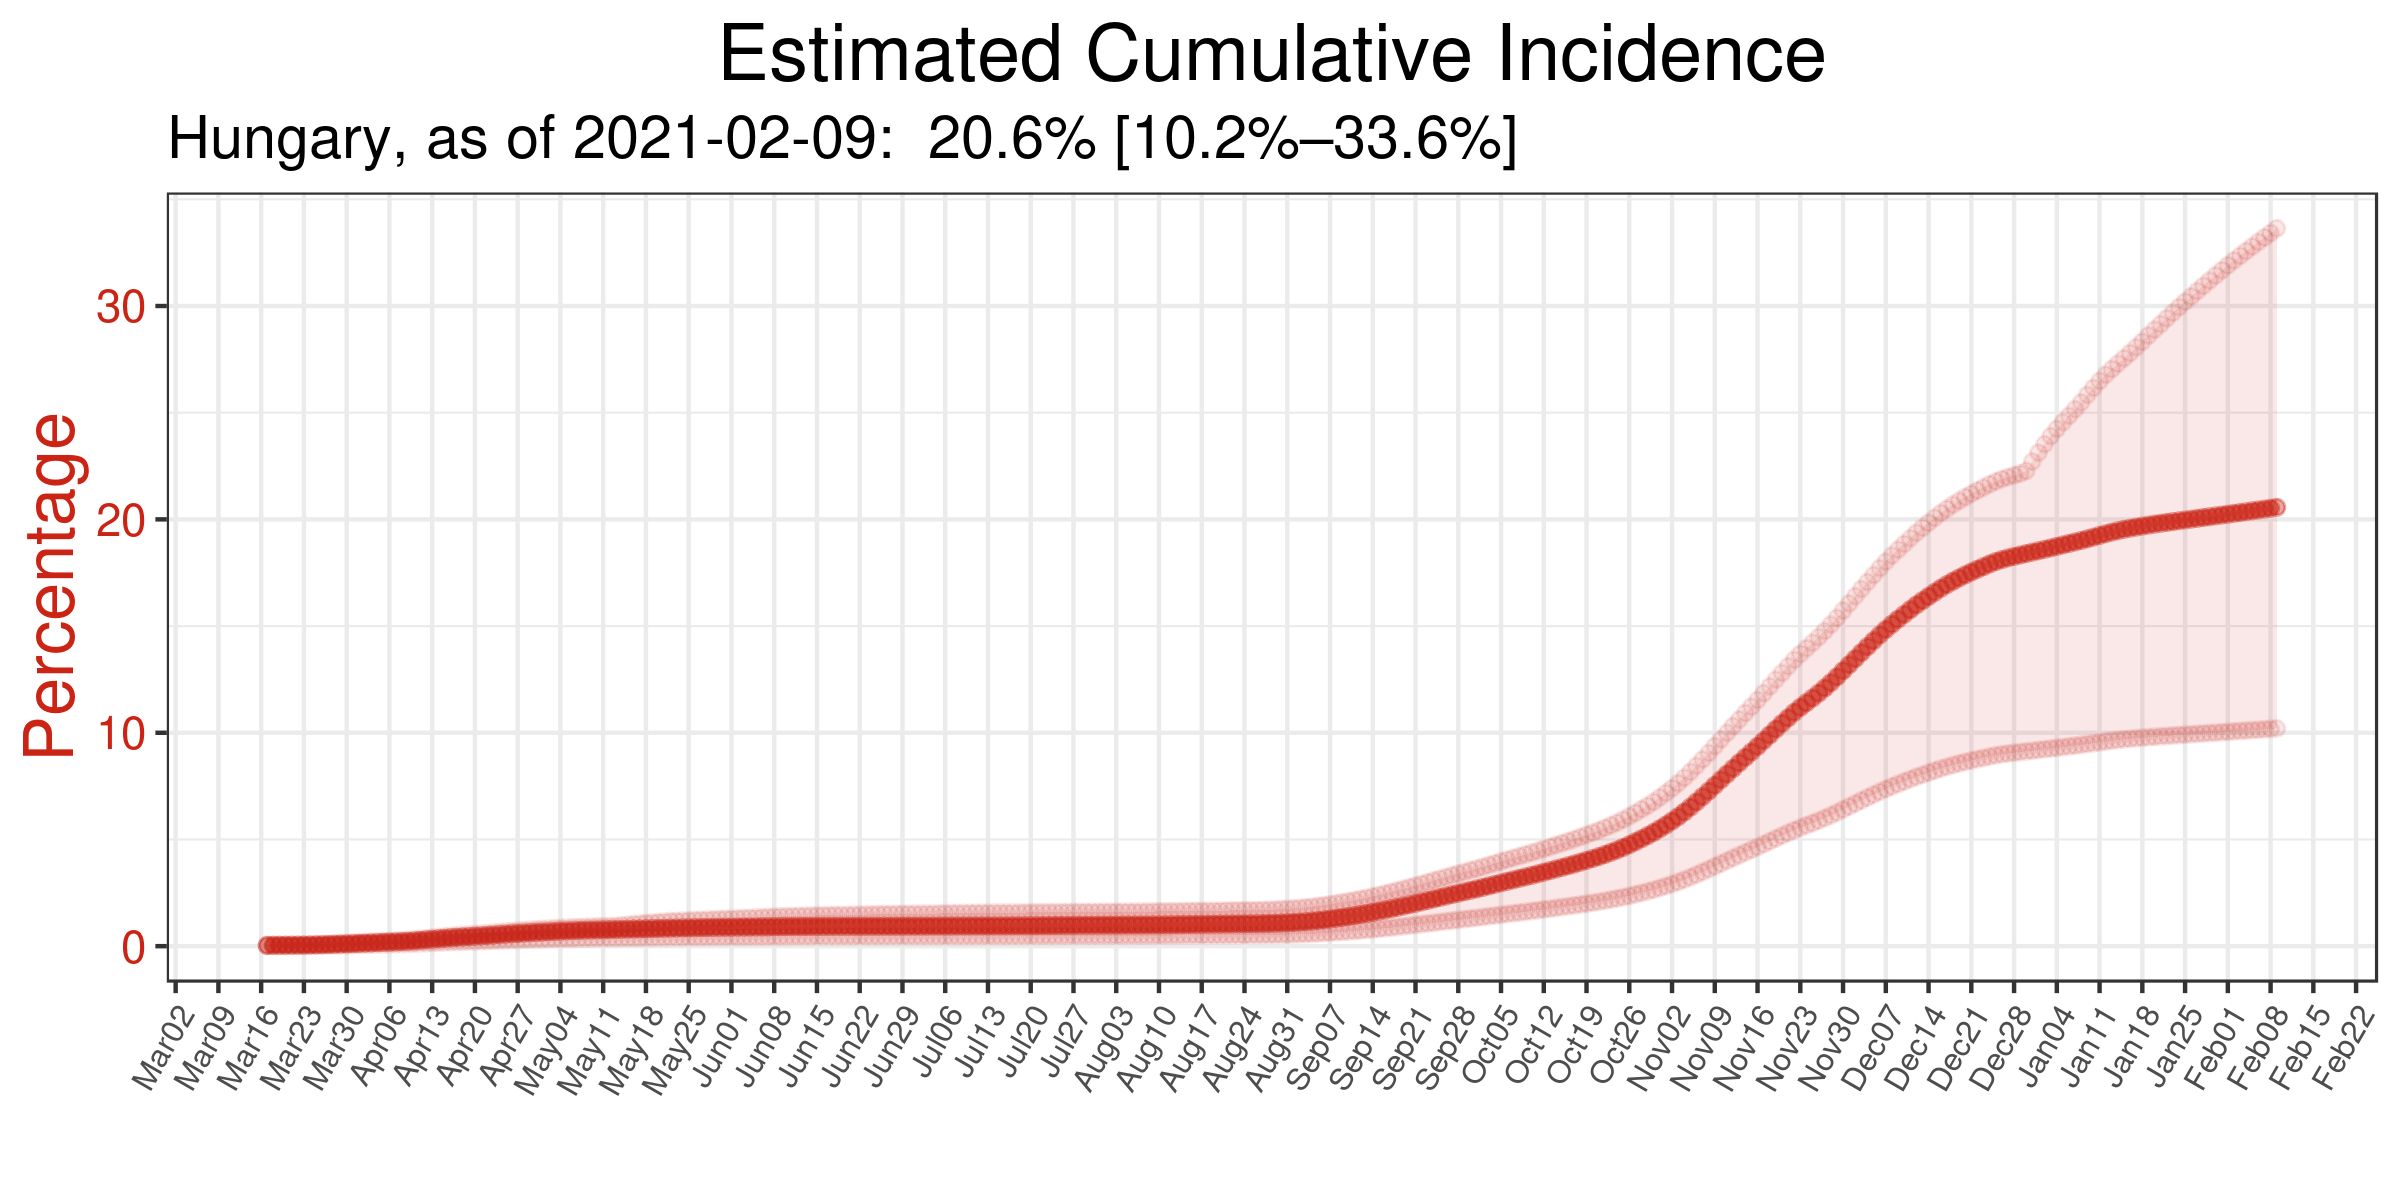 Estimated Cumulative Incidence
Hungary, as of 2021-02-09:  20.6% [10.2%–33.6%]
Percentage
30
20
10
0
Mar02
Mar09
Mar16
Mar23
Mar30
Apr06
Apr13
Apr20
Apr27
May04
May11
May18
May25
Jun01
Jun08
Jun15
Jun22
Jun29
Jul06
Jul13
Jul20
Jul27
Aug03
Aug10
Aug17
Aug24
Aug31
Sep07
Sep14
Sep21
Sep28
Oct05
Oct12
Oct19
Oct26
Nov02
Nov09
Nov16
Nov23
Nov30
Dec07
Dec14
Dec21
Dec28
Jan04
Jan11
Jan18
Jan25
Feb01
Feb08
Feb15
Feb22